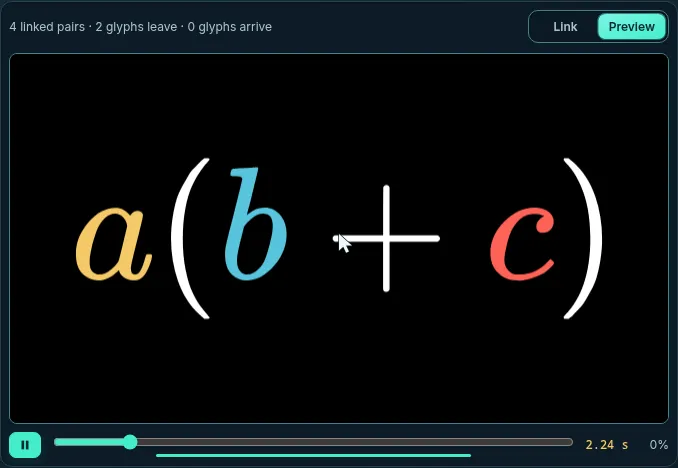 4 linked pairs · 2 glyphs leave · 0 glyphs arrive
Link
Preview
a(b + c)
2.24 s
0%